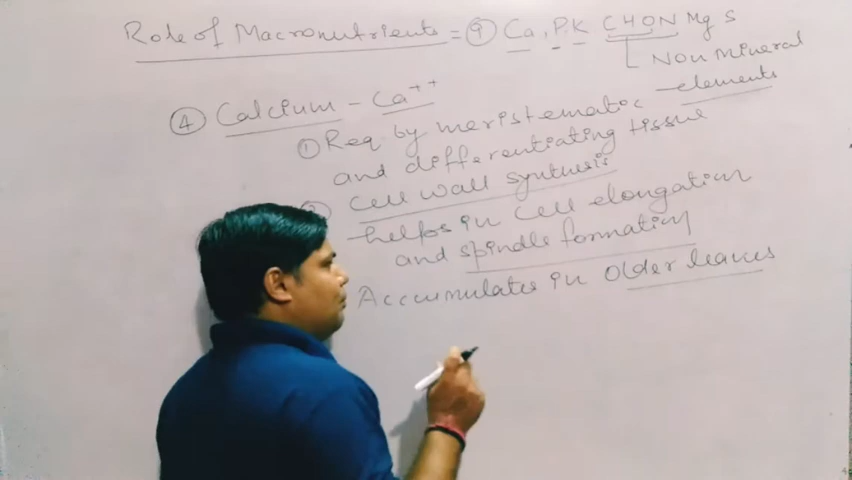 Role of Macronutrients = ⑨ Ca, P, K CHON Mg S
Non Mineral
elements
④ Calcium - Ca++
① Req. by meristematic
and differentiating tissue
cell wall synthesis
helps in cell elongation
and spindle formation
Accumulates in Older leaves